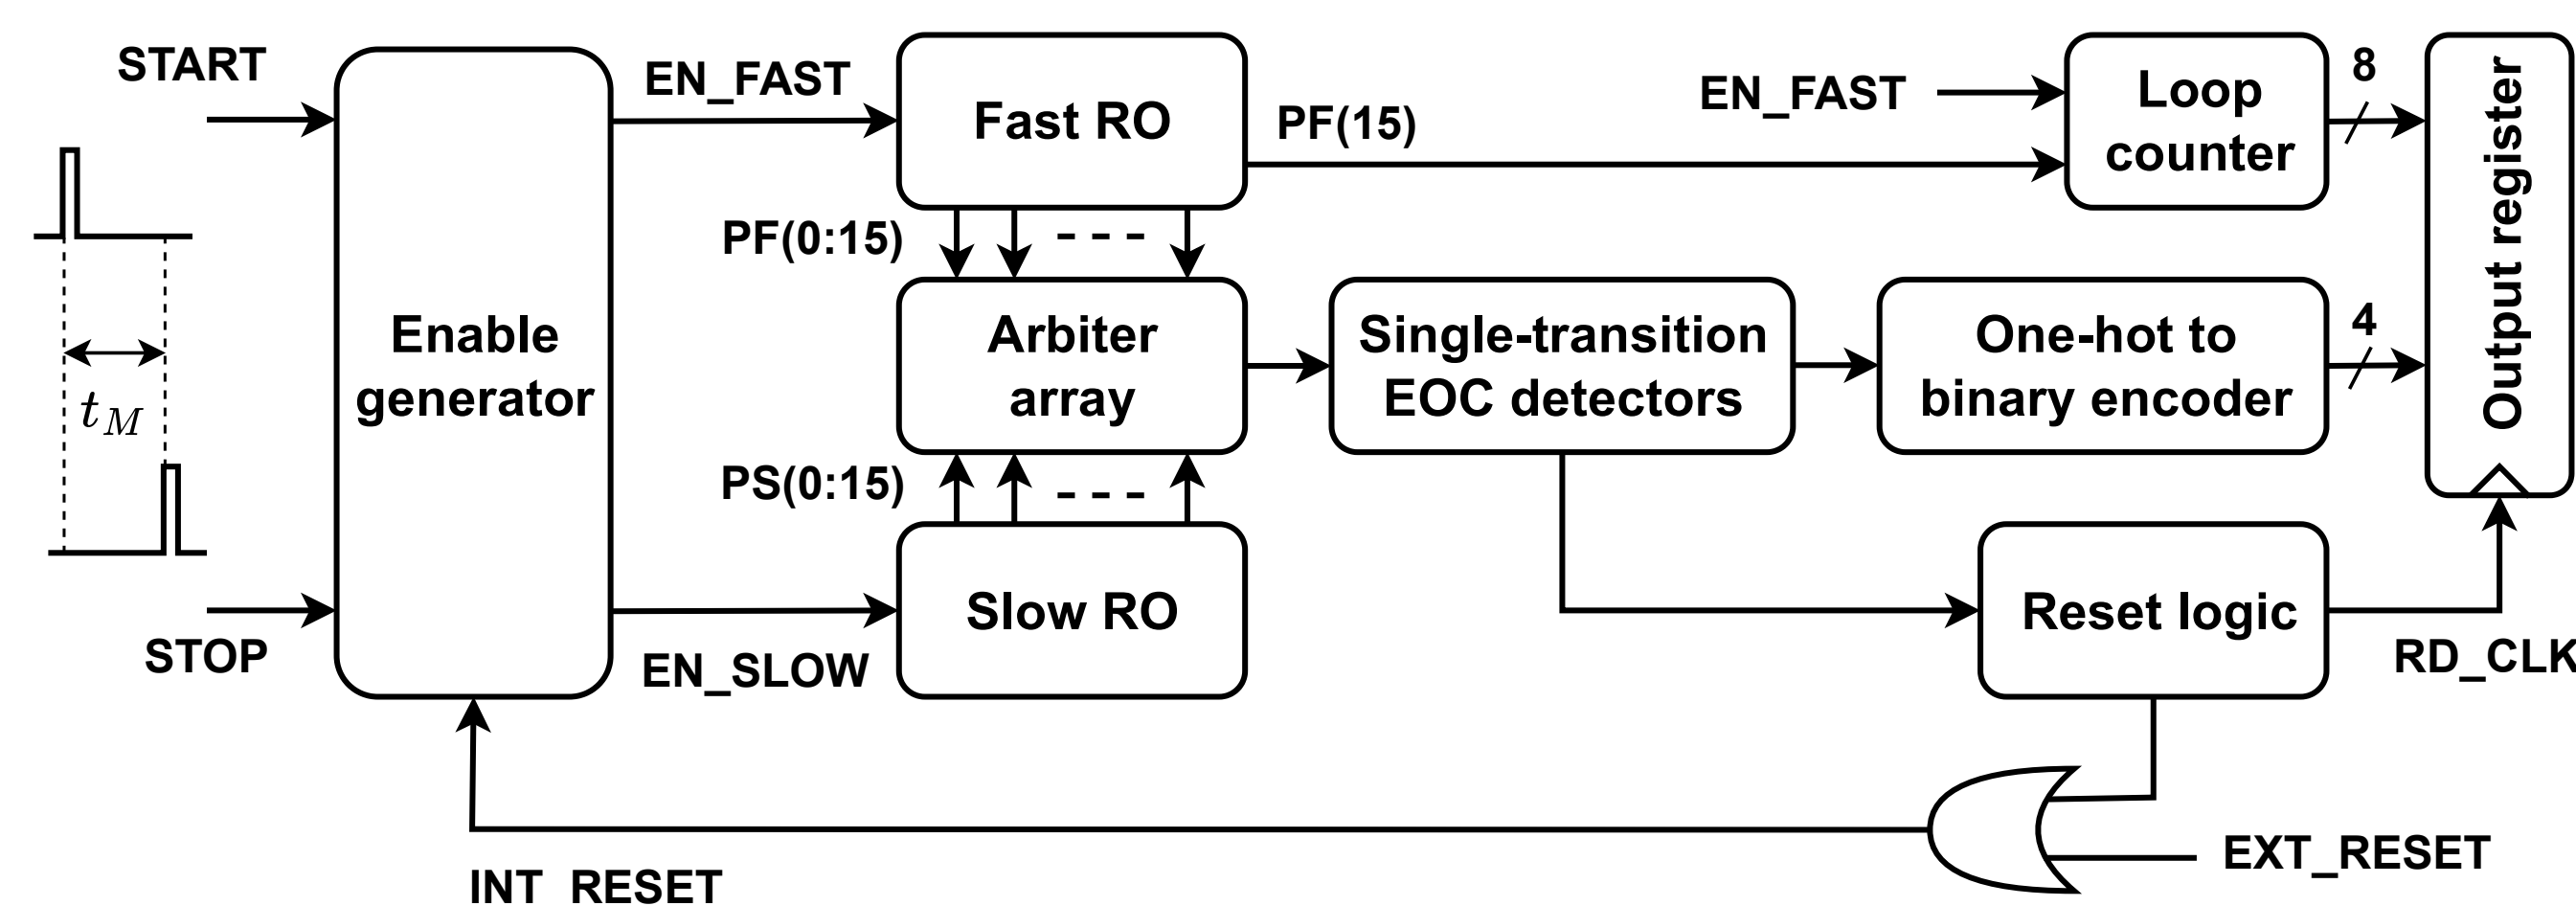 START
EN_FAST
Fast RO
PF(15)
EN_FAST
Loop
counter
8
Output register
PF(0:15)
- - -
Enable
generator
Arbiter
array
Single-transition
EOC detectors
One-hot to
binary encoder
4
t_M
PS(0:15)
- - -
STOP
EN_SLOW
Slow RO
Reset logic
RD_CLK
INT_RESET
EXT_RESET